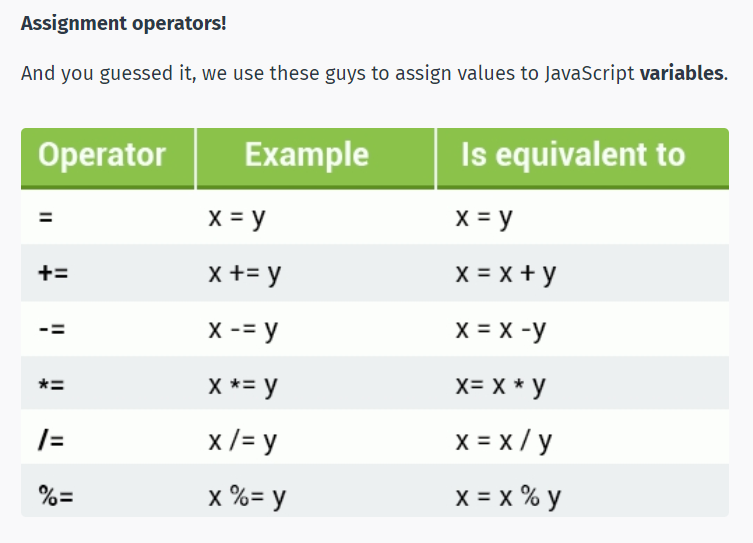 Assignment operators!
And you guessed it, we use these guys to assign values to JavaScript variables.
Operator Example Is equivalent to
= x = y x = y
+= x += y x = x + y
-= x -= y x = x -y
*= x *= y x= x * y
/= x /= y x = x / y
%= x %= y x = x % y